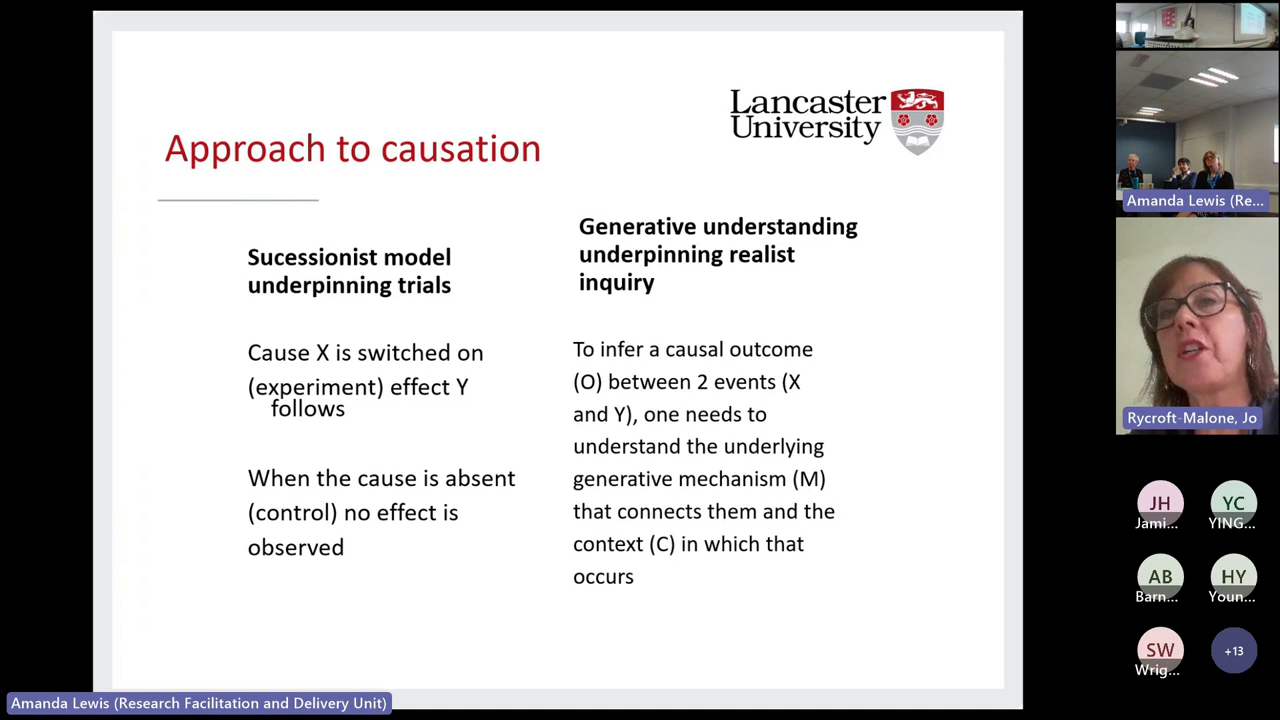 Lancaster
University
Approach to causation
Sucessionist model
underpinning trials
Cause X is switched on
(experiment) effect Y
follows
When the cause is absent
(control) no effect is
observed
Generative understanding
underpinning realist
inquiry
To infer a causal outcome
(O) between 2 events (X
and Y), one needs to
understand the underlying
generative mechanism (M)
that connects them and the
context (C) in which that
occurs
Amanda Lewis (Re...
Rycroft-Malone, Jo
JH
Jami...
YC
YING...
AB
Barn...
HY
Youn...
SW
Wrig...
+13
Amanda Lewis (Research Facilitation and Delivery Unit)